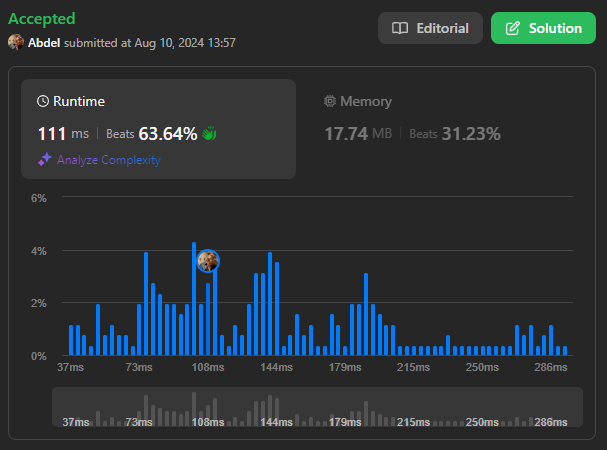 Accepted
Abdel submitted at Aug 10, 2024 13:57
Editorial
Solution
Runtime
111 ms | Beats 63.64%
Analyze Complexity
Memory
17.74 MB | Beats 31.23%
6%
4%
2%
0%
37ms 73ms 108ms 144ms 179ms 215ms 250ms 286ms
37ms 73ms 108ms 144ms 179ms 215ms 250ms 286ms